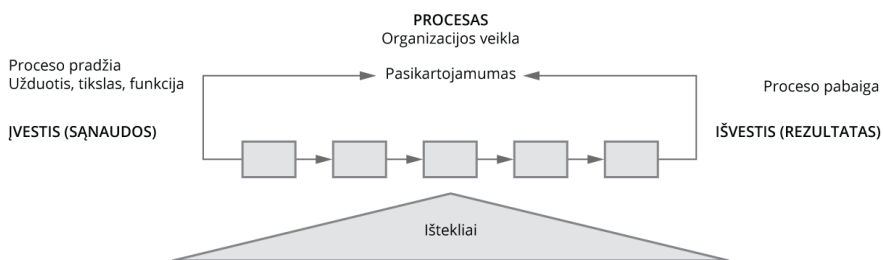 PROCESAS
Organizacijos veikla
Proceso pradžia
Užduotis, tikslas, funkcija
Pasikartojamumas
Proceso pabaiga
ĮVESTIS (SĄNAUDOS)
IŠVESTIS (REZULTATAS)
Ištekliai